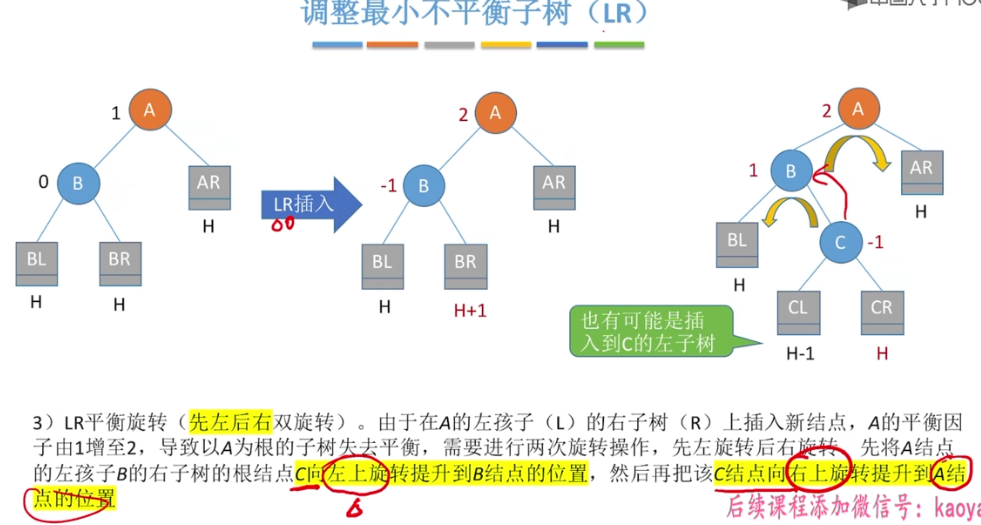 调整最小不平衡子树（LR）
1 A
0 B
AR
H
BL
BR
H
H
LR插入
2 A
-1 B
AR
H
BL
BR
H
H+1
2 A
1 B
AR
H
BL
C -1
H
CL
CR
H-1
H
也有可能是插
入到C的左子树
3）LR平衡旋转（先左后右双旋转）。由于在A的左孩子（L）的右子树（R）上插入新结点，A的平衡因
子由1增至2，导致以A为根的子树失去平衡，需要进行两次旋转操作，先左旋转后右旋转。先将A结点
的左孩子B的右子树的根结点C向左上旋转提升到B结点的位置，然后再把该C结点向右上旋转提升到A结
点的位置
后续课程添加微信号：kaoya